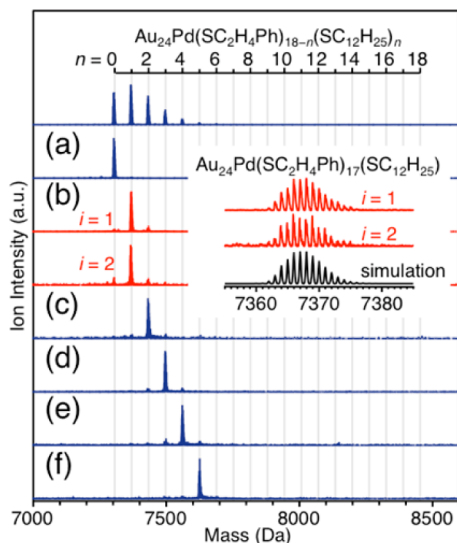 Au₂₄Pd(SC₂H₄Ph)₁₈₋ₙ(SC₁₂H₂₅)ₙ
n = 0 2 4 6 8 10 12 14 16 18
(a)
Au₂₄Pd(SC₂H₄Ph)₁₇(SC₁₂H₂₅)
(b)
i = 1
i = 1
i = 2
i = 2
simulation
7360 7370 7380
(c)
(d)
(e)
(f)
Ion Intensity (a.u.)
7000 7500 8000 8500
Mass (Da)